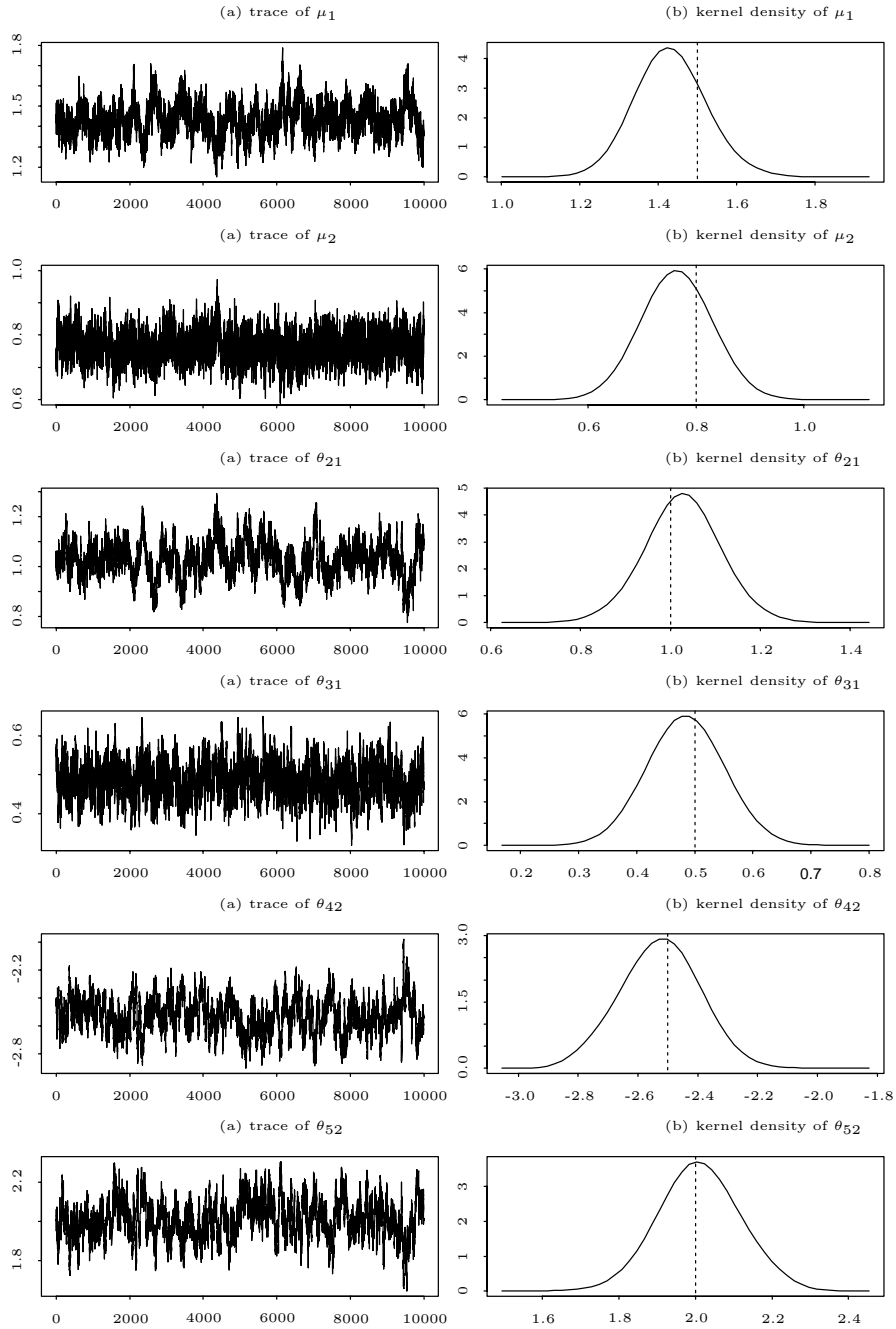 (a) trace of μ1
(b) kernel density of μ1
1.2 1.5 1.8
0 2000 4000 6000 8000 10000
0 1 2 3 4
1.0 1.2 1.4 1.6 1.8
(a) trace of μ2
(b) kernel density of μ2
0.6 0.8 1.0
0 2000 4000 6000 8000 10000
0 2 4 6
0.6 0.8 1.0
(a) trace of θ21
(b) kernel density of θ21
0.8 1.0 1.2
0 2000 4000 6000 8000 10000
0 1 2 3 4 5
0.6 0.8 1.0 1.2 1.4
(a) trace of θ31
(b) kernel density of θ31
0.4 0.6
0 2000 4000 6000 8000 10000
0 2 4 6
0.2 0.3 0.4 0.5 0.6 0.7 0.8
(a) trace of θ42
(b) kernel density of θ42
-2.8 -2.2
0 2000 4000 6000 8000 10000
0.0 1.5 3.0
-3.0 -2.8 -2.6 -2.4 -2.2 -2.0 -1.8
(a) trace of θ52
(b) kernel density of θ52
1.8 2.2
0 2000 4000 6000 8000 10000
0 1 2 3
1.6 1.8 2.0 2.2 2.4